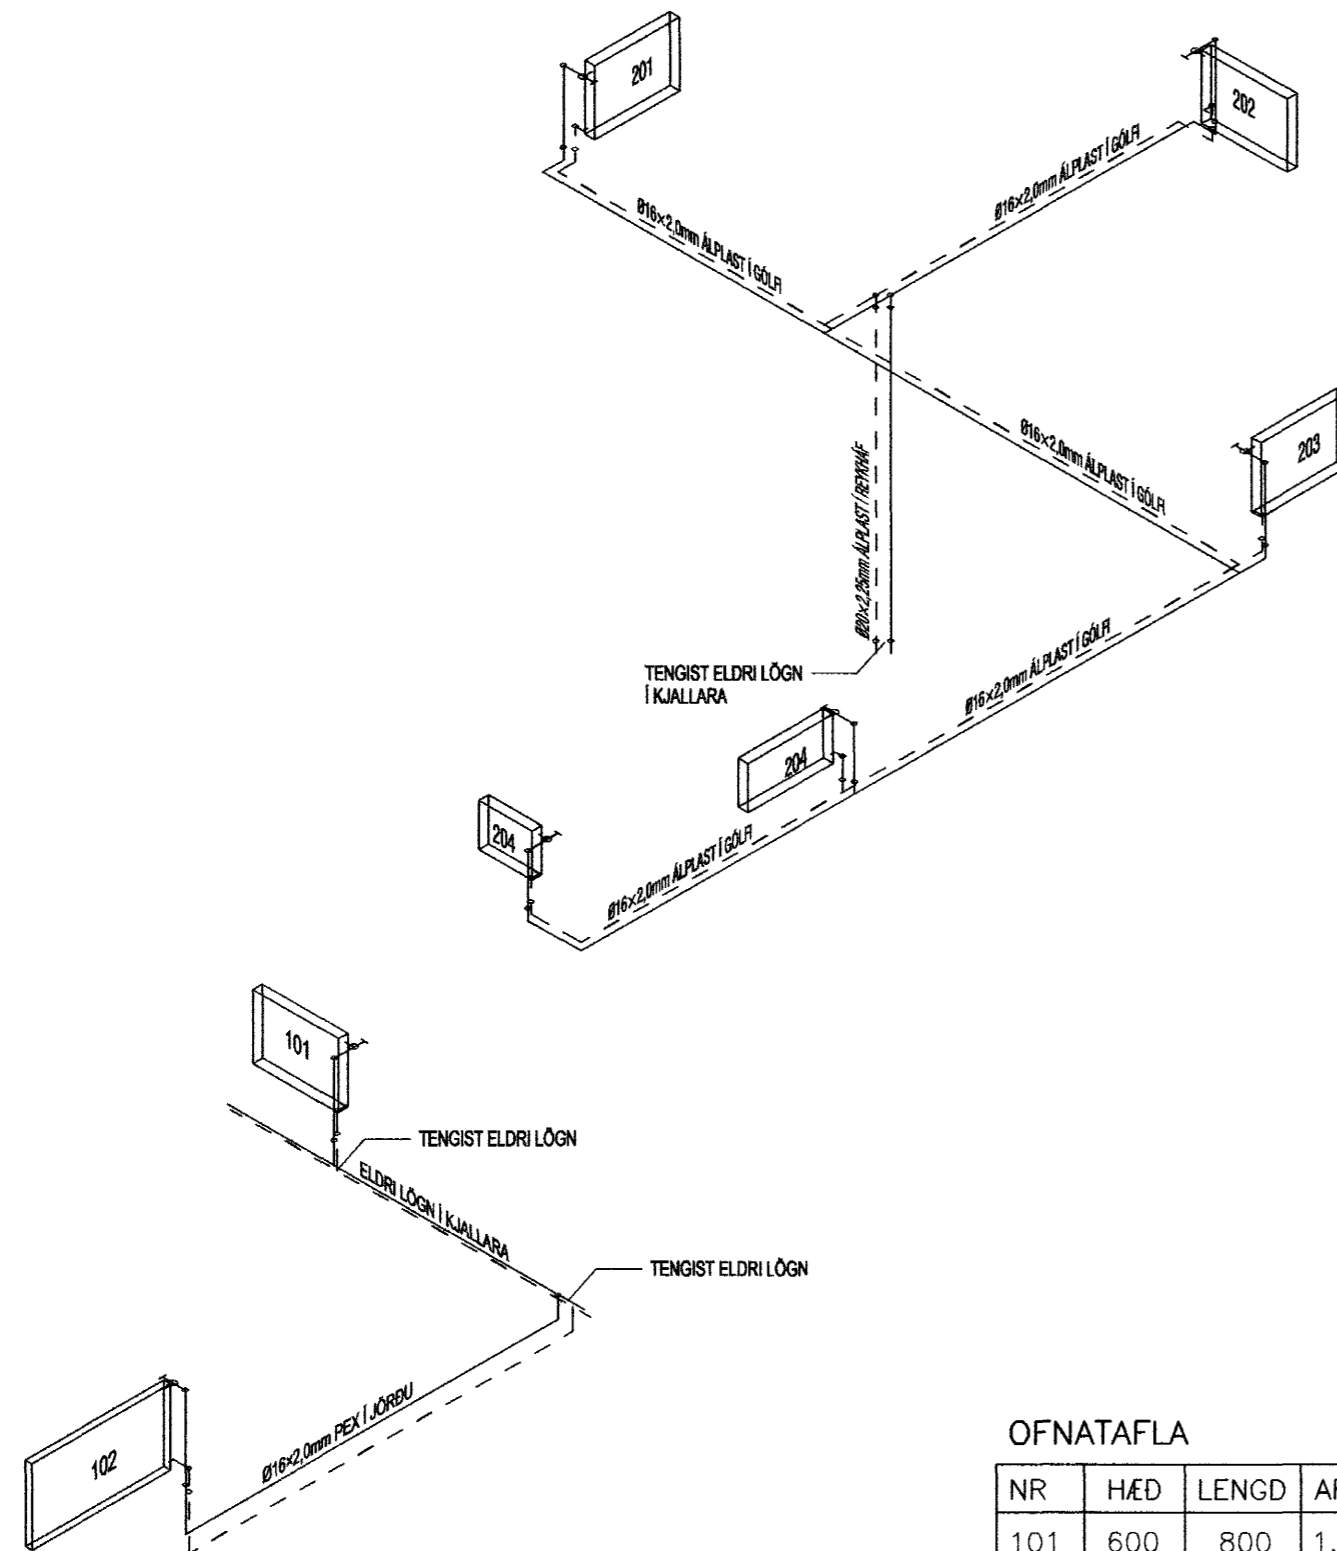 201
202
Ø16×2,0mm ÁLPLAST Í GÓLFI
Ø16×2,0mm ÁLPLAST Í GÓLFI
203
Ø16×2,0mm ÁLPLAST Í GÓLFI
Ø20×2,25mm ÁLPLAST Í REYKHÁF
TENGIST ELDRI LÖGN
Í KJALLARA
Ø16×2,0mm ÁLPLAST Í GÓLFI
204
204
Ø16×2,0mm ÁLPLAST Í GÓLFI
101
TENGIST ELDRI LÖGN
ELDRI LÖGN Í KJALLARA
TENGIST ELDRI LÖGN
Ø16×2,0mm PEX Í JÖRÐU
102
OFNATAFLA
NR HÆÐ LENGD
101 600 800